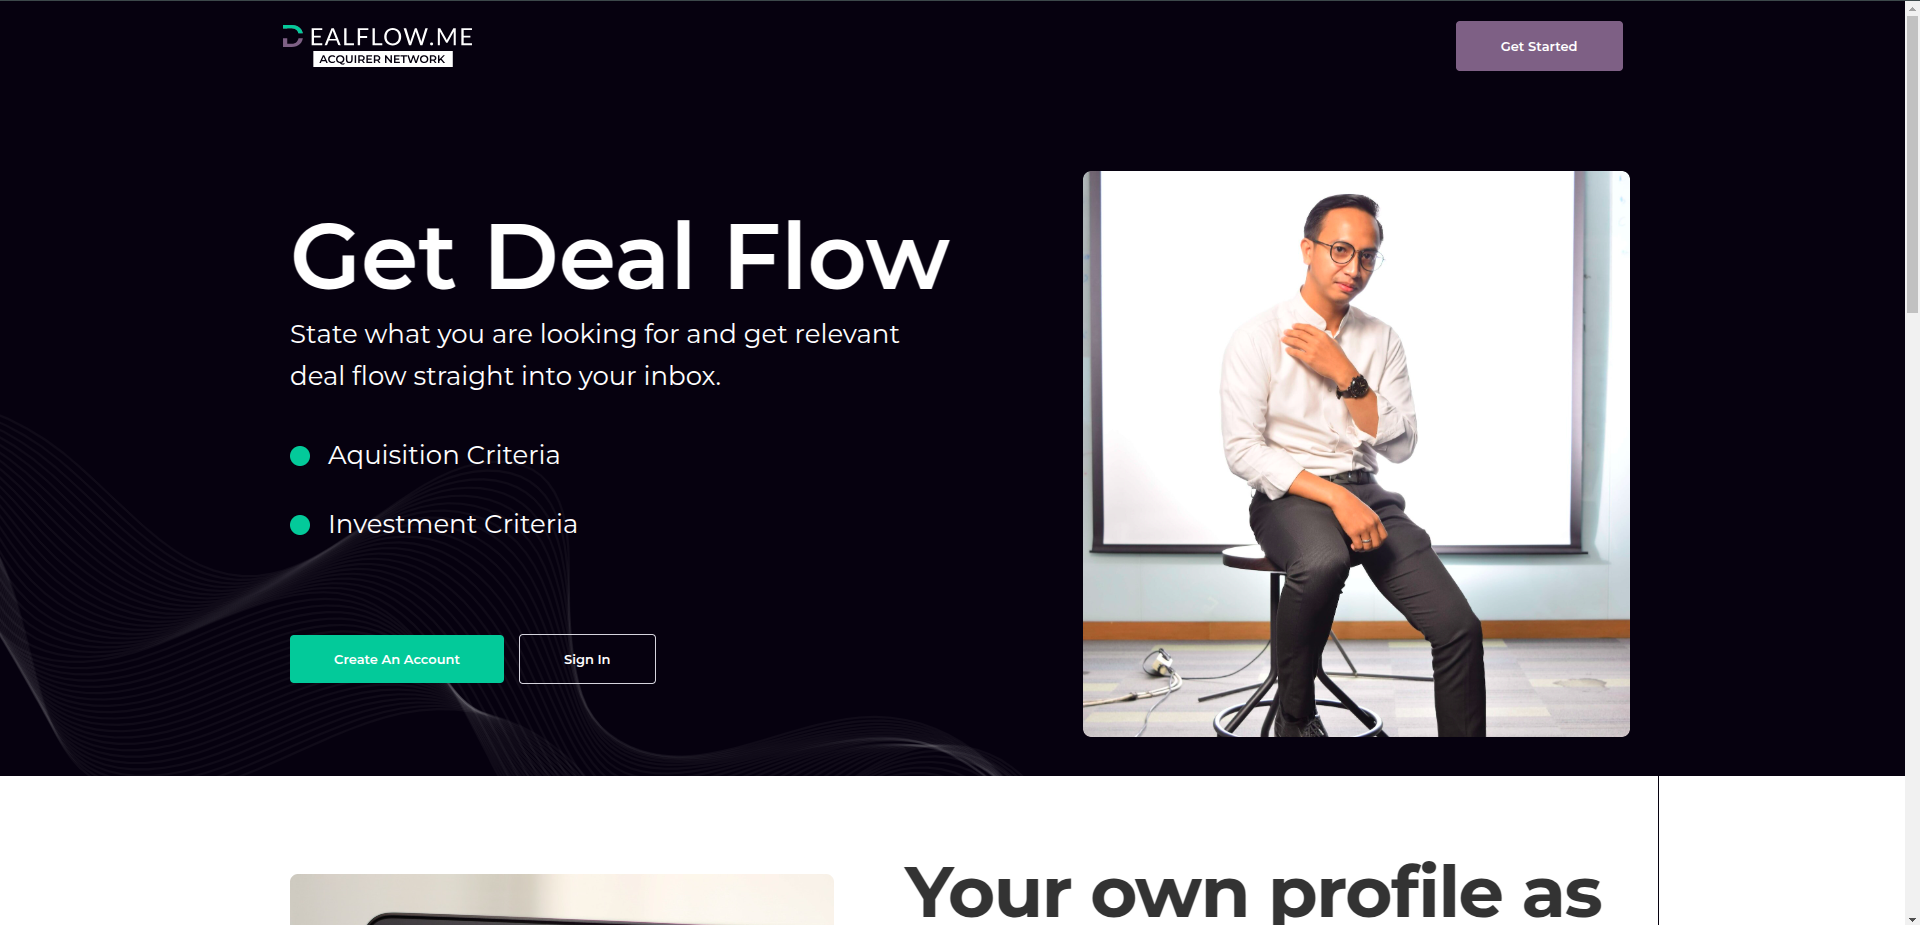 DEALFLOW.ME
ACQUIRER NETWORK
Get Started
Get Deal Flow
State what you are looking for and get relevant
deal flow straight into your inbox.
Aquisition Criteria
Investment Criteria
Create An Account
Sign In
Your own profile as